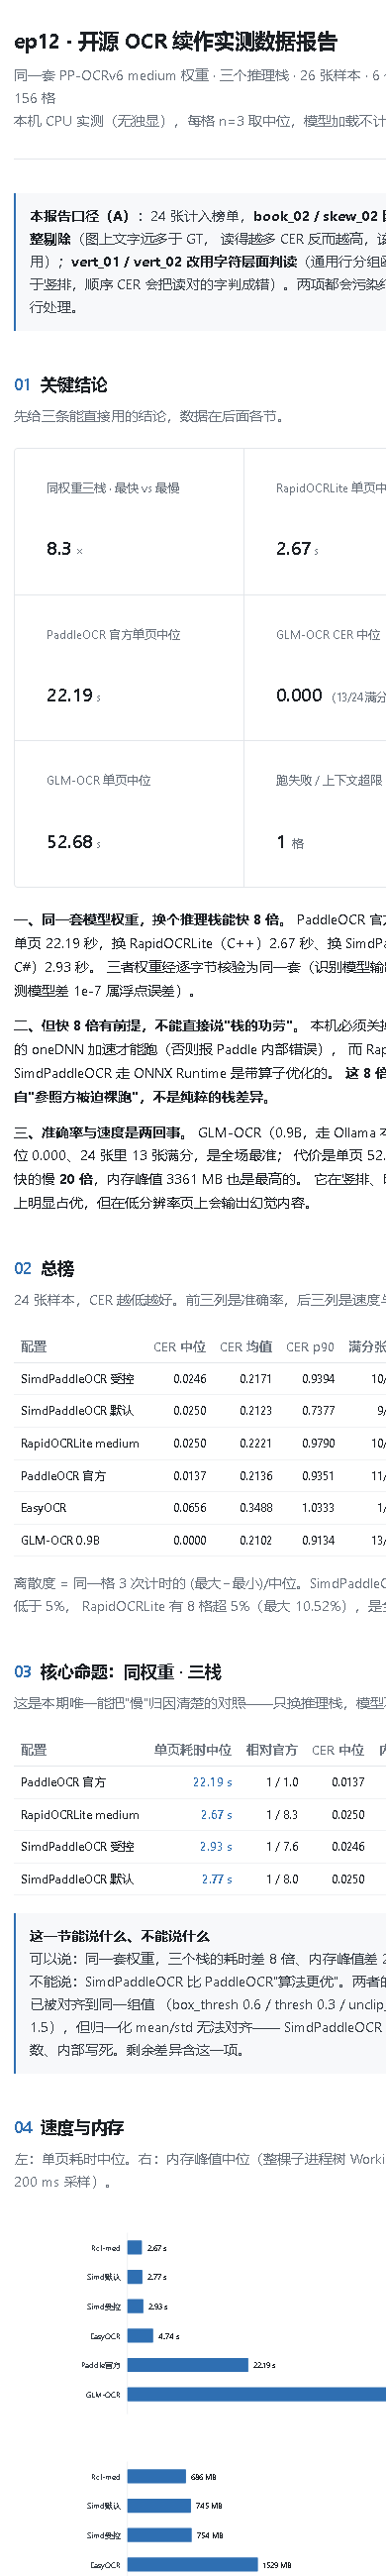 ep12 · 开源 OCR 续作实测数据报告
同一套 PP-OCRv6 medium 权重 · 三个推理栈 · 26 张样本 · 6
156 格
本机 CPU 实测（无独显），每格 n=3 取中位，模型加载不计
本报告口径（A）：24 张计入榜单，book_02 / skew_02
整剔除（图上文字远多于 GT， 读得越多 CER 反而越高，
用）；vert_01 / vert_02 改用字符层面判读（通用行分组
于竖排，顺序 CER 会把读对的字判成错）。两项都会污染
行处理。
01 关键结论
先给三条能直接用的结论，数据在后面各节。
同权重三栈 · 最快 vs 最慢
RapidOCRLite 单页中
8.3 ×
2.67 s
PaddleOCR 官方单页中位
GLM-OCR CER 中位
22.19 s
0.000 （13/24满分
GLM-OCR 单页中位
跑失败 / 上下文超限
52.68 s
1 格
一、同一套模型权重，换个推理栈能快 8 倍。 PaddleOCR 官
单页 22.19 秒，换 RapidOCRLite（C++）2.67 秒、换 SimdPa
C#）2.93 秒。 三者权重经逐字节核验为同一套（识别模型输
测模型差 1e-7 属浮点误差）。
二、但快 8 倍有前提，不能直接说"栈的功劳"。 本机必须关
的 oneDNN 加速才能跑（否则报 Paddle 内部错误）， 而 Rap
SimdPaddleOCR 走 ONNX Runtime 是带算子优化的。 这 8 倍
自"参照方被迫裸跑"，不是纯粹的栈差异。
三、准确率与速度是两回事。 GLM-OCR（0.9B，走 Ollama
位 0.000、24 张里 13 张满分，是全场最准； 代价是单页 52.
快的慢 20 倍，内存峰值 3361 MB 也是最高的。 它在竖排、
上明显占优，但在低分辨率页上会输出幻觉内容。
02 总榜
24 张样本，CER 越低越好。前三列是准确率，后三列是速度
配置 CER 中位 CER 均值 CER p90 满分张
SimdPaddleOCR 受控 0.0246 0.2171 0.9394 10/
SimdPaddleOCR 默认 0.0250 0.2123 0.7377 9/
RapidOCRLite medium 0.0250 0.2221 0.9790 10/
PaddleOCR 官方 0.0137 0.2136 0.9351 11/
EasyOCR 0.0656 0.3488 1.0333 1/
GLM-OCR 0.9B 0.0000 0.2102 0.9134 13/
离散度 = 同一格 3 次计时的 (最大−最小)/中位。SimdPaddleO
低于 5%， RapidOCRLite 有 8 格超 5%（最大 10.52%），是
03 核心命题：同权重 · 三栈
这是本期唯一能把"慢"归因清楚的对照——只换推理栈，模型
配置 单页耗时中位 相对官方 CER 中位
PaddleOCR 官方 22.19 s 1 / 1.0 0.0137
RapidOCRLite medium 2.67 s 1 / 8.3 0.0250
SimdPaddleOCR 受控 2.93 s 1 / 7.6 0.0246
SimdPaddleOCR 默认 2.77 s 1 / 8.0 0.0250
这一节能说什么、不能说什么
可以说：同一套权重，三个栈的耗时差 8 倍、内存峰值差 2
不能说：SimdPaddleOCR 比 PaddleOCR"算法更优"。两者的
已被对齐到同一组值 （box_thresh 0.6 / thresh 0.3 / unclip_
1.5），但归一化 mean/std 无法对齐—— SimdPaddleOCR
数、内部写死。剩余差异含这一项。
04 速度与内存
左：单页耗时中位。右：内存峰值中位（整棵子进程树 Worki
200 ms 采样）。
Rcl-med 2.67 s
Simd默认 2.77 s
Simd受控 2.93 s
EasyOCR 4.74 s
Paddle官方 22.19 s
GLM-OCR
Rcl-med 686 MB
Simd默认 745 MB
Simd受控 754 MB
EasyOCR 1529 MB